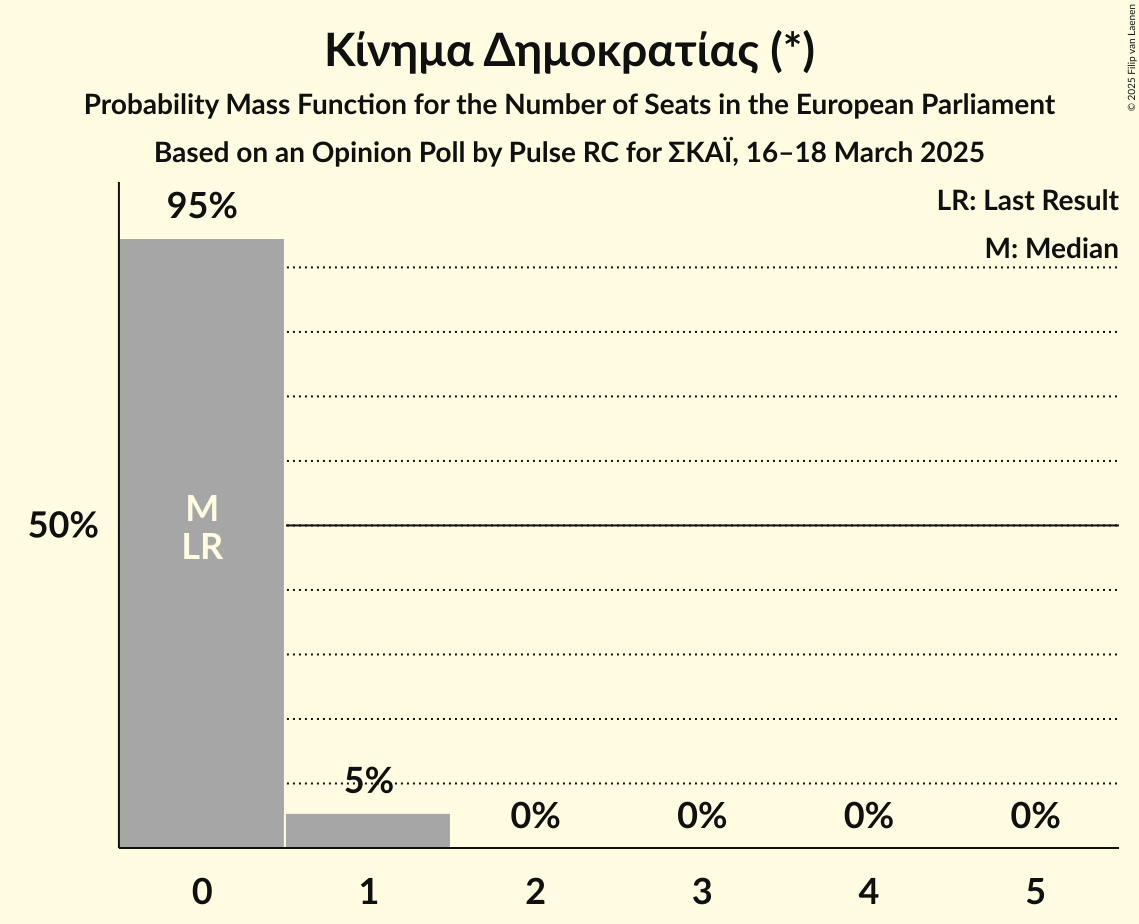 Κίνημα Δημοκρατίας (*)
Probability Mass Function for the Number of Seats in the European Parliament
Based on an Opinion Poll by Pulse RC for ΣΚΑΪ, 16–18 March 2025
© 2025 Filip van Laenen
LR: Last Result
M: Median
95%
50%
M
LR
5%
0%
0%
0%
0%
0
1
2
3
4
5